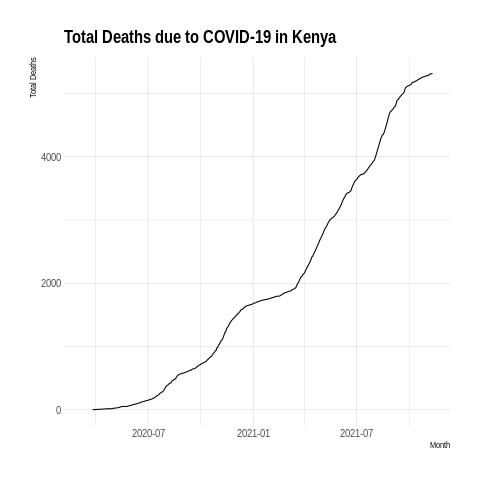 Total Deaths due to COVID-19 in Kenya
Total Deaths
4000
2000
0
2020-07 2021-01 2021-07
Month